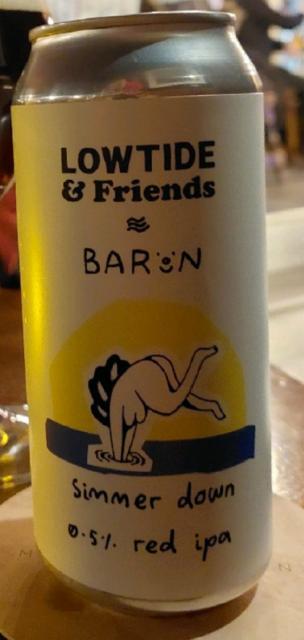 LOWTIDE
& Friends
BARON
simmer down
0.5% red ipa